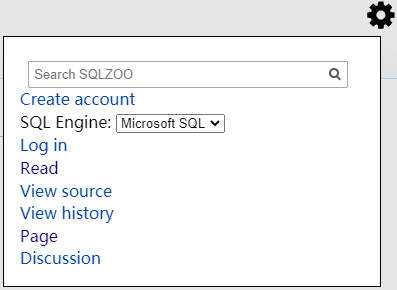 Search SQLZOO
Create account
SQL Engine: Microsoft SQL
Log in
Read
View source
View history
Page
Discussion